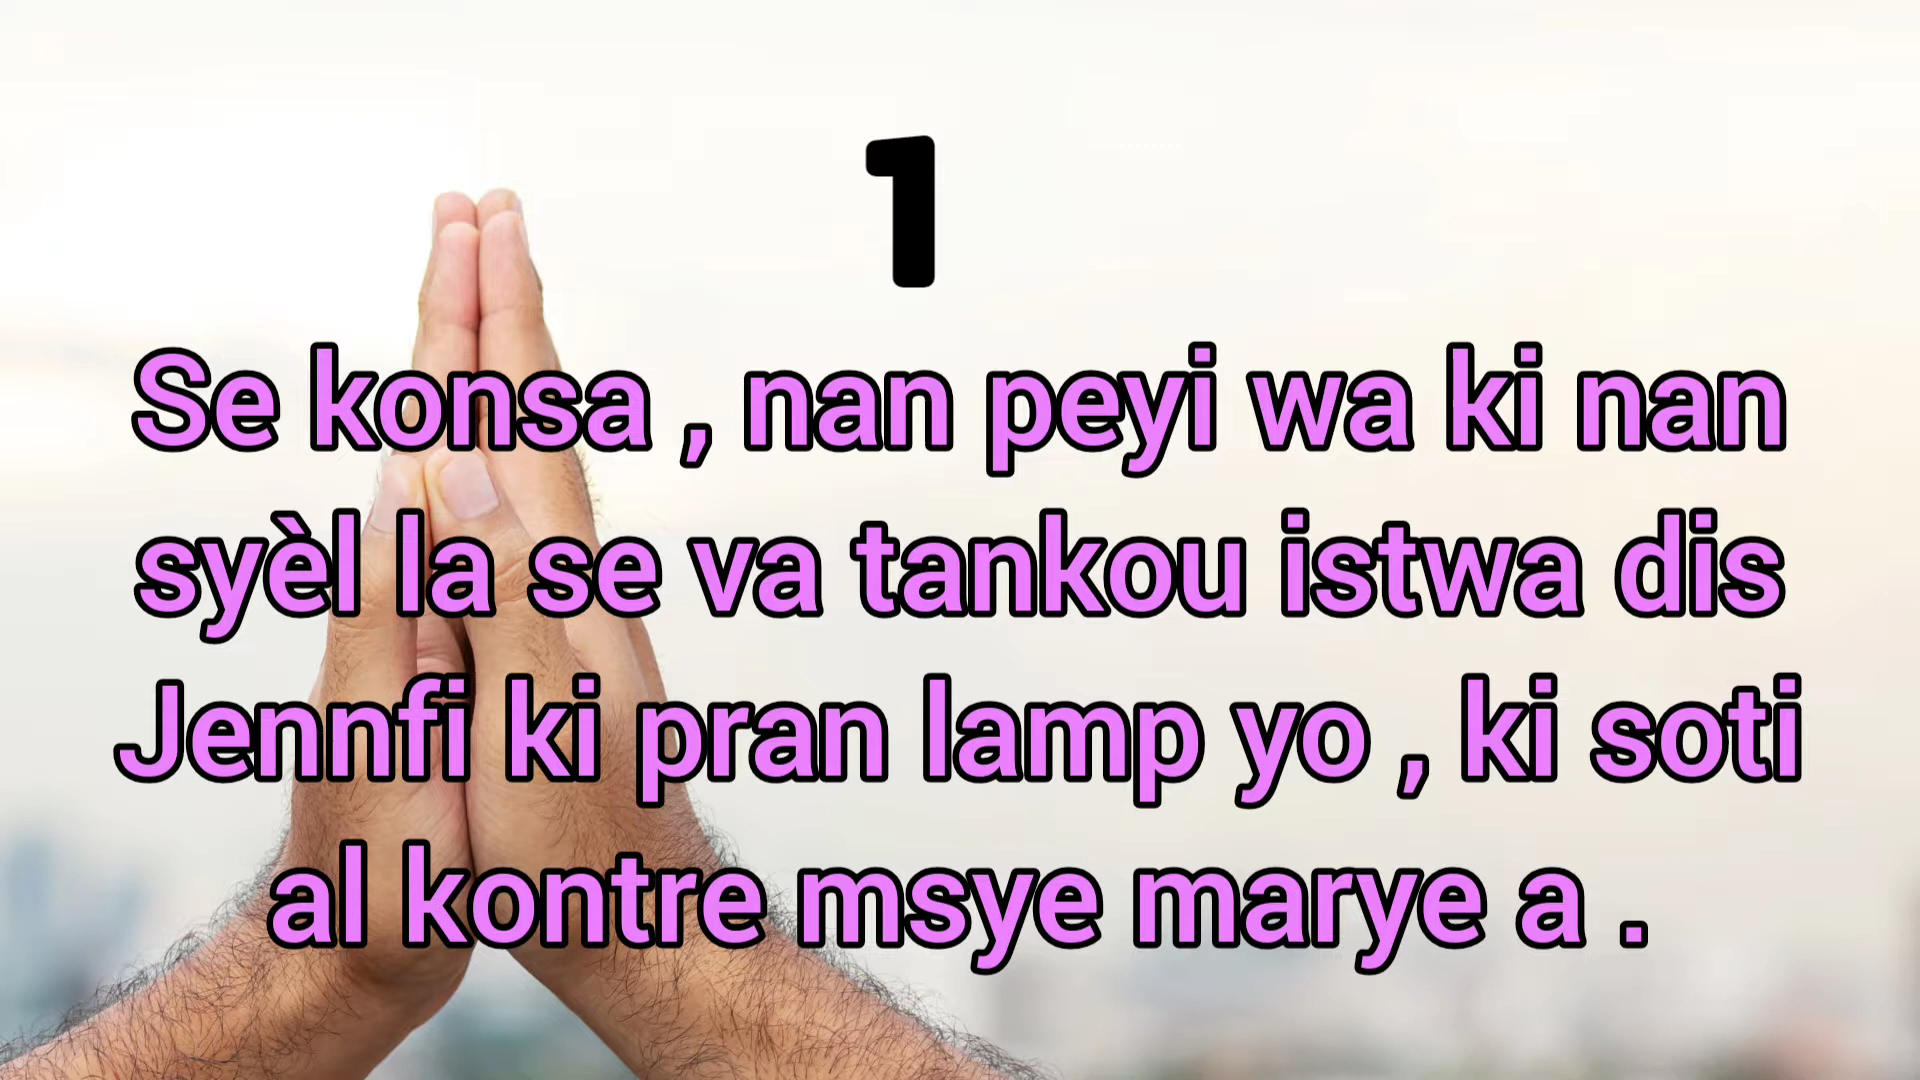 1
Se konsa , nan peyi wa ki nan
syèl la se va tankou istwa dis
Jennfi ki pran lamp yo , ki soti
al kontre msye marye a .